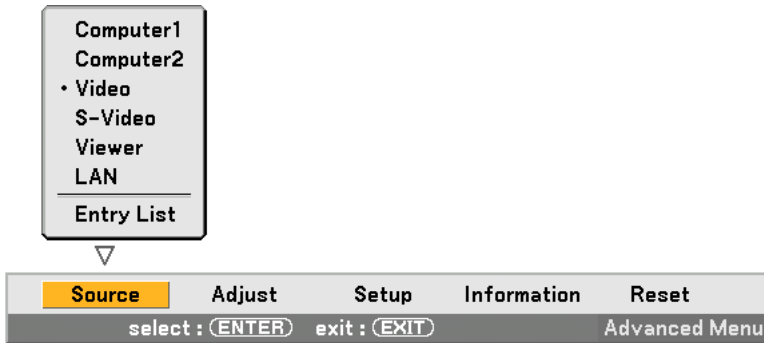 Computer1
Computer2
• Video
S-Video
Viewer
LAN
Entry List
Source Adjust Setup Information Reset
select : ENTER exit : EXIT Advanced Menu